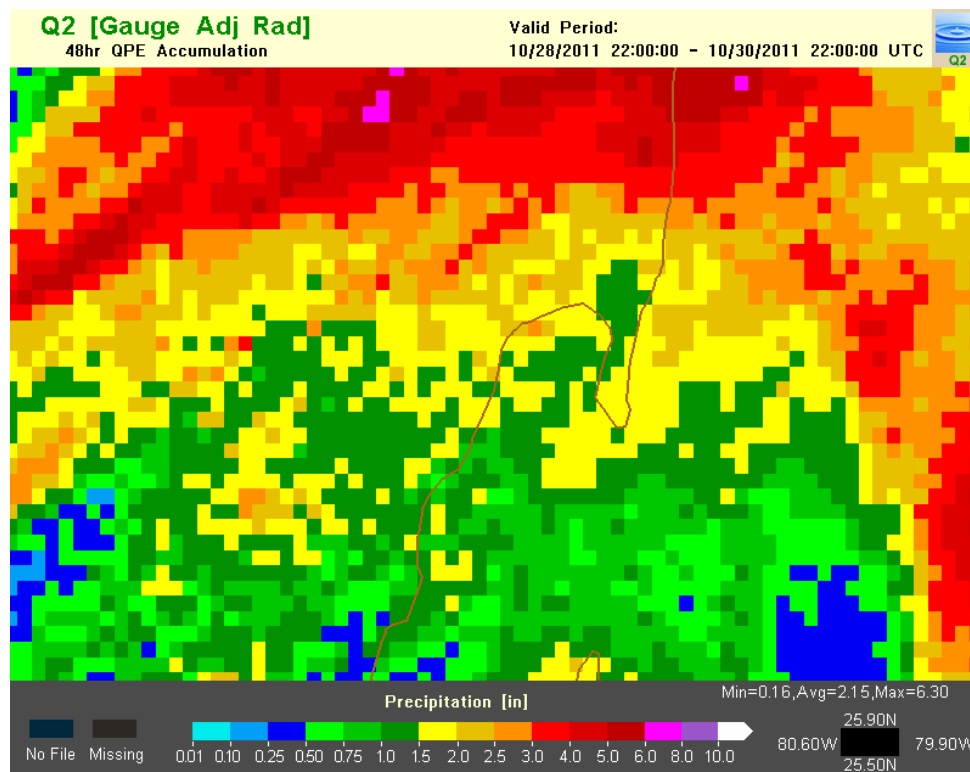 Q2 [Gauge Adj Rad]
48hr QPE Accumulation
Valid Period:
10/28/2011 22:00:00 - 10/30/2011 22:00:00 UTC
Q2
Precipitation [in]
Min=0.16,Avg=2.15,Max=6.30
No File
Missing
0.01 0.10 0.25 0.50 0.75 1.0 1.5 2.0 2.5 3.0 4.0 5.0 6.0 8.0 10.0
25.90N
80.60W
79.90W
25.50N